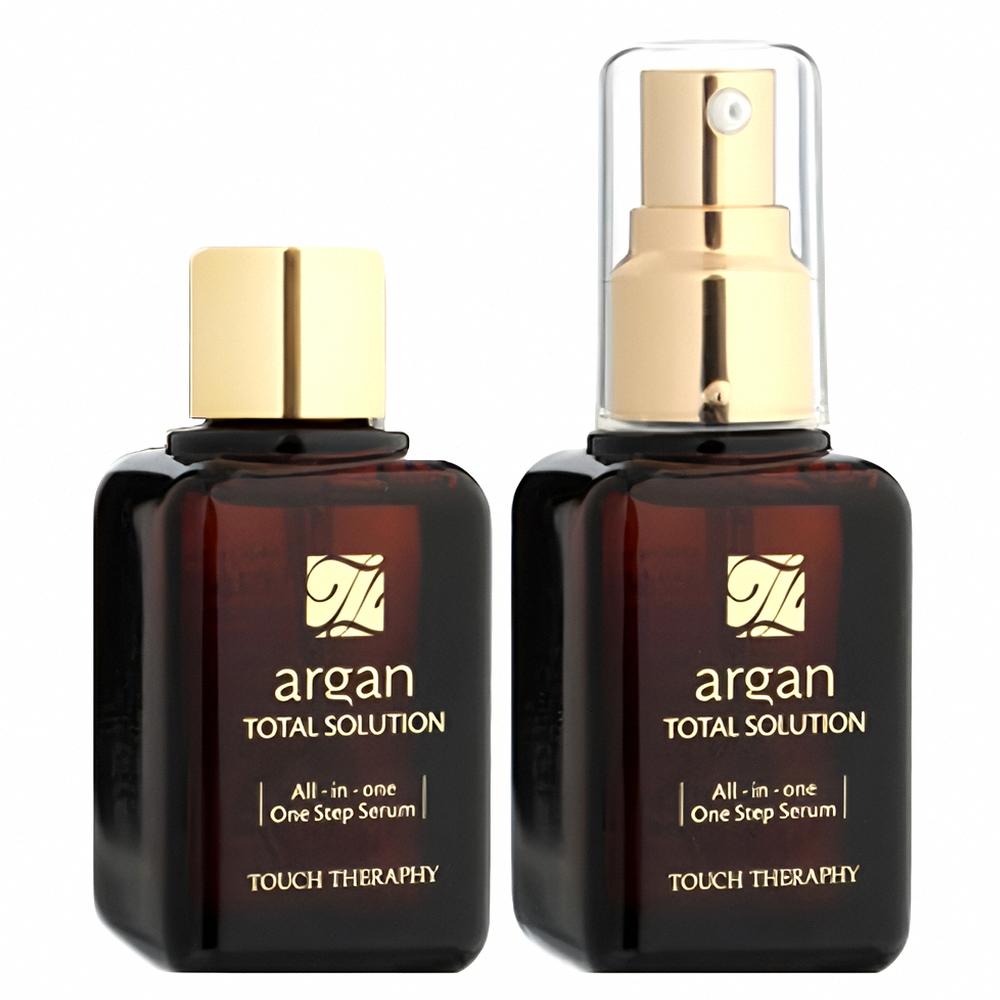 argan
TOTAL SOLUTION
All-in-one
One Step Serum
TOUCH THERAPHY
argan
TOTAL SOLUTION
All-in-one
One Step Serum
TOUCH THERAPHY